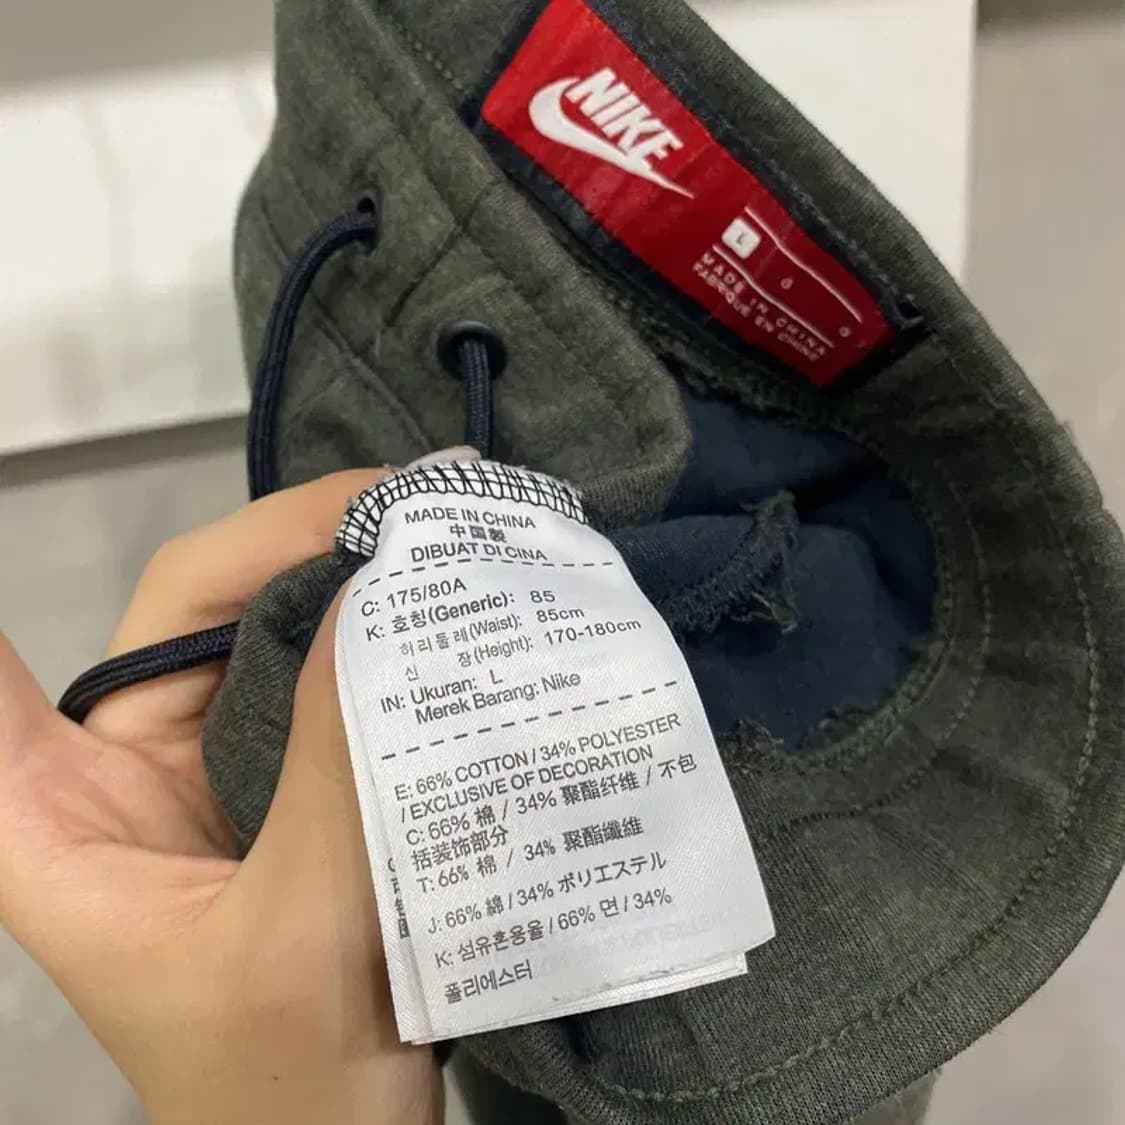 NIKE
L
MADE IN CHINA
FABRIQUÉ EN CHINE
MADE IN CHINA
中国製
DIBUAT DI CINA
C: 175/80A
K: 호칭(Generic): 85
허리둘레(Waist): 85cm
신 장(Height): 170-180cm
IN: Ukuran: L
Merek Barang: Nike
E: 66% COTTON / 34% POLYESTER
/ EXCLUSIVE OF DECORATION
C: 66% 棉 / 34% 聚酯纤维 / 不包
括装饰部分
T: 66% 棉 / 34% 聚酯纖維
J: 66% 綿 / 34% ポリエステル
K: 섬유혼용율 / 66% 면 / 34%
폴리에스터